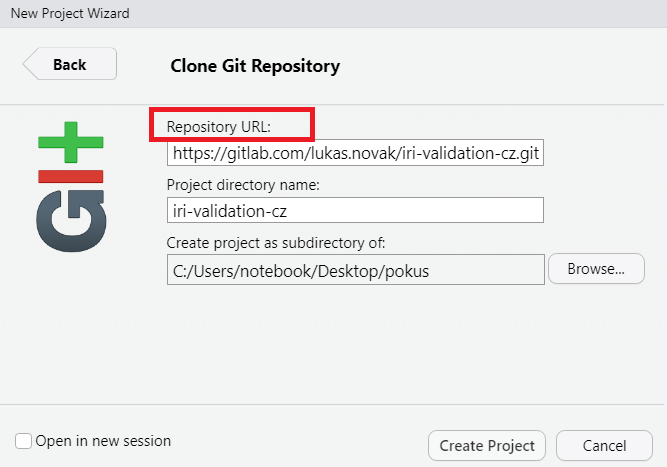 New Project Wizard
Back
Clone Git Repository
Repository URL:
https://gitlab.com/lukas.novak/iri-validation-cz.git
Project directory name:
iri-validation-cz
Create project as subdirectory of:
C:/Users/notebook/Desktop/pokus
Browse...
GIt
Open in new session
Create Project
Cancel